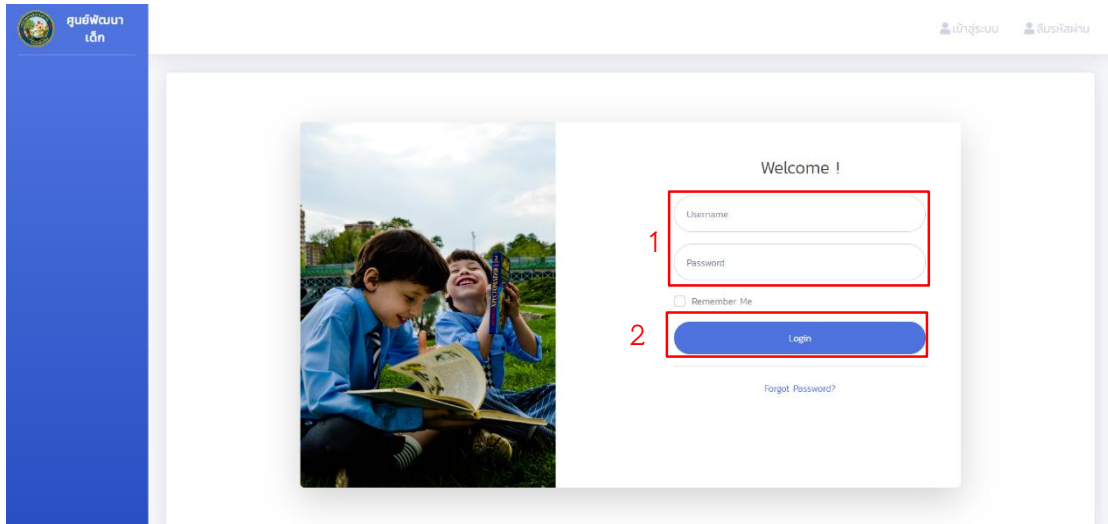 ศูนย์พัฒนา
เด็ก
เข้าสู่ระบบ ลืมรหัสผ่าน
Welcome !
1
Username
Password
Remember Me
2
Login
Forgot Password?